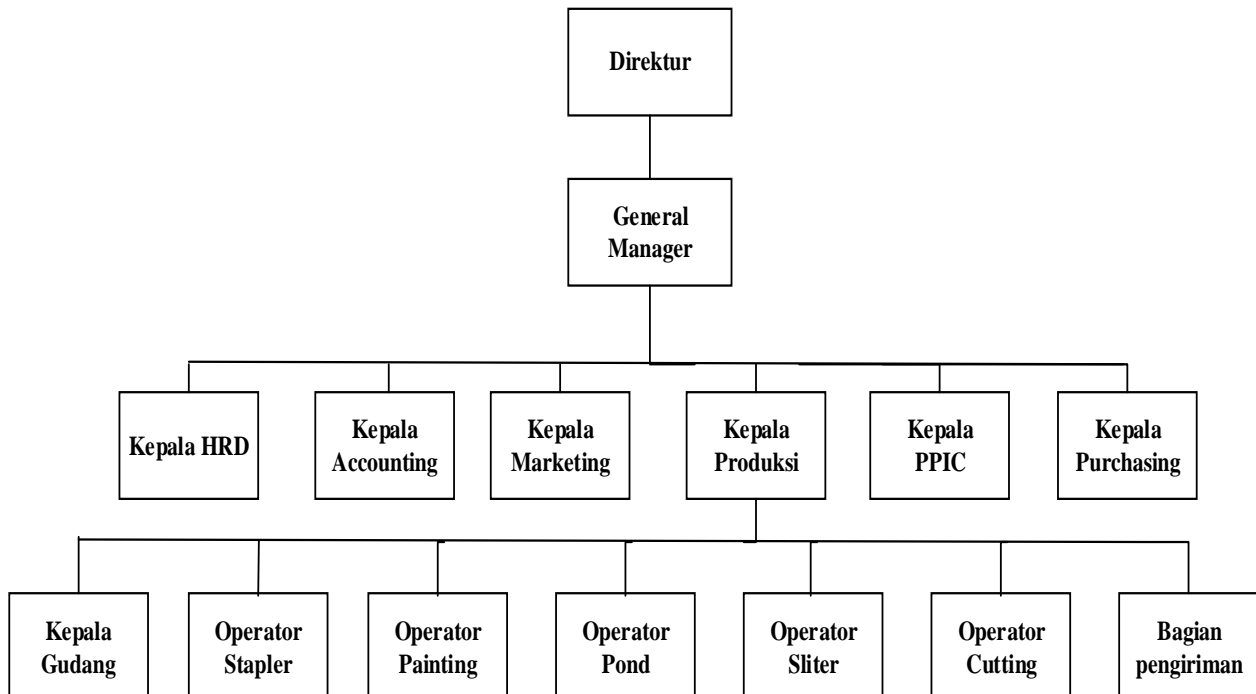 Direktur
General
Manager
Kepala HRD
Kepala
Accounting
Kepala
Marketing
Kepala
Produksi
Kepala
PPIC
Kepala
Purchasing
Kepala
Gudang
Operator
Stapler
Operator
Painting
Operator
Pond
Operator
Sliter
Operator
Cutting
Bagian
pengiriman